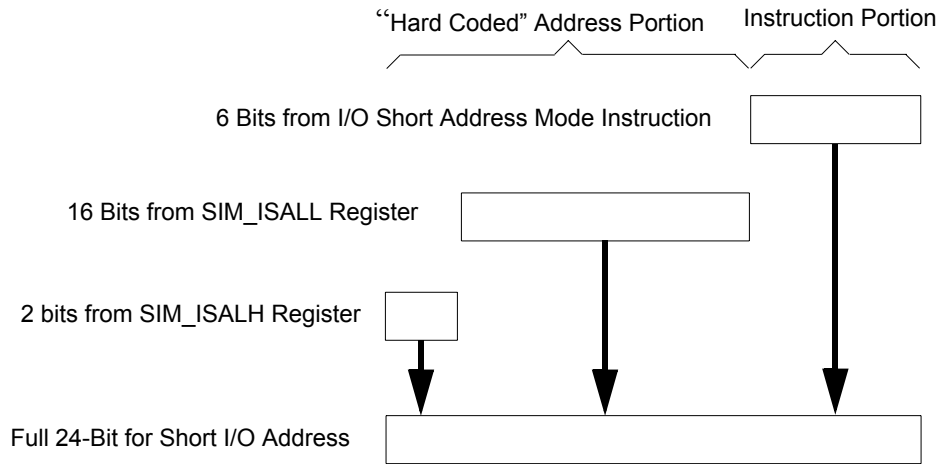 “Hard Coded” Address Portion
Instruction Portion
6 Bits from I/O Short Address Mode Instruction
16 Bits from SIM_ISALL Register
2 bits from SIM_ISALH Register
Full 24-Bit for Short I/O Address